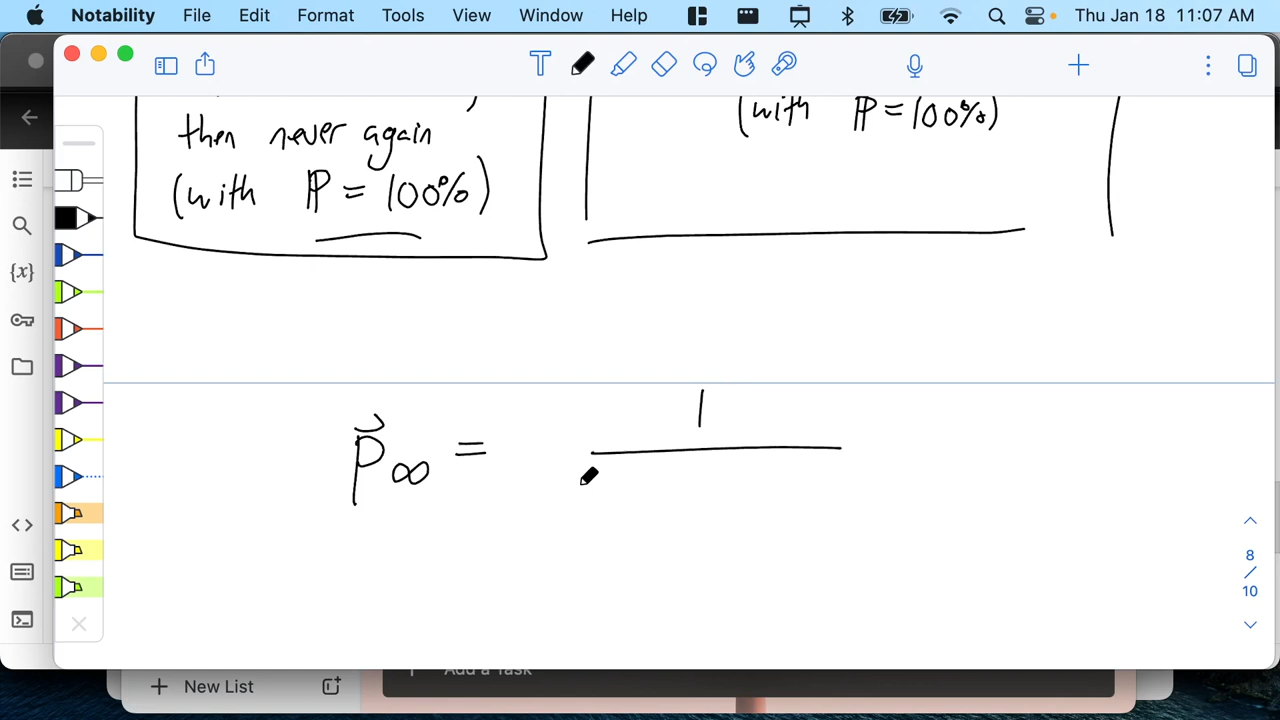 Notability File Edit Format Tools View Window Help Thu Jan 18 11:07 AM
then never again
(with ℙ = 100%)
(with ℙ = 100%)
1
p⃗∞ =
8
/
10
{x}
+ New List